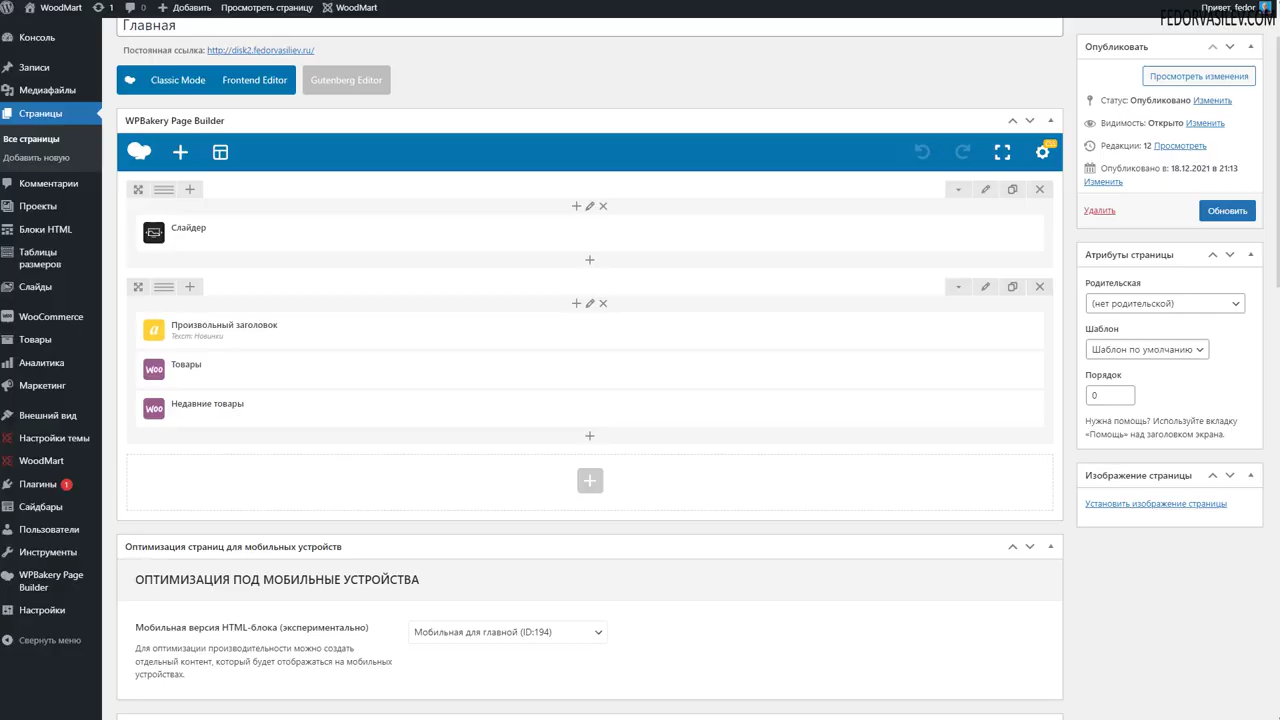 WoodMart 1 0 Добавить Просмотреть страницу WoodMart Привет, fedor
FEDORVASILEV.COM
Консоль
Записи
Медиафайлы
Страницы
Все страницы
Добавить новую
Комментарии
Проекты
Блоки HTML
Таблицы
размеров
Слайды
WooCommerce
Товары
Аналитика
Маркетинг
Внешний вид
Настройки темы
WoodMart
Плагины 1
Сайдбары
Пользователи
Инструменты
WPBakery Page
Builder
Настройки
Свернуть меню
Главная
Постоянная ссылка: http://disk2.fedorvasiliev.ru/
Classic Mode Frontend Editor Gutenberg Editor
WPBakery Page Builder
Слайдер
Произвольный заголовок
Текст: Новинки
Woo Товары
Woo Недавние товары
Оптимизация страниц для мобильных устройств
ОПТИМИЗАЦИЯ ПОД МОБИЛЬНЫЕ УСТРОЙСТВА
Мобильная версия HTML-блока (экспериментально) Мобильная для главной (ID:194)
Для оптимизации производительности можно создать
отдельный контент, который будет отображаться на мобильных
устройствах.
Опубликовать
Просмотреть изменения
Статус: Опубликовано Изменить
Видимость: Открыто Изменить
Редакции: 12 Просмотреть
Опубликовано в: 18.12.2021 в 21:13
Изменить
Удалить Обновить
Атрибуты страницы
Родительская
(нет родительской)
Шаблон
Шаблон по умолчанию
Порядок
0
Нужна помощь? Используйте вкладку
«Помощь» над заголовком экрана.
Изображение страницы
Установить изображение страницы